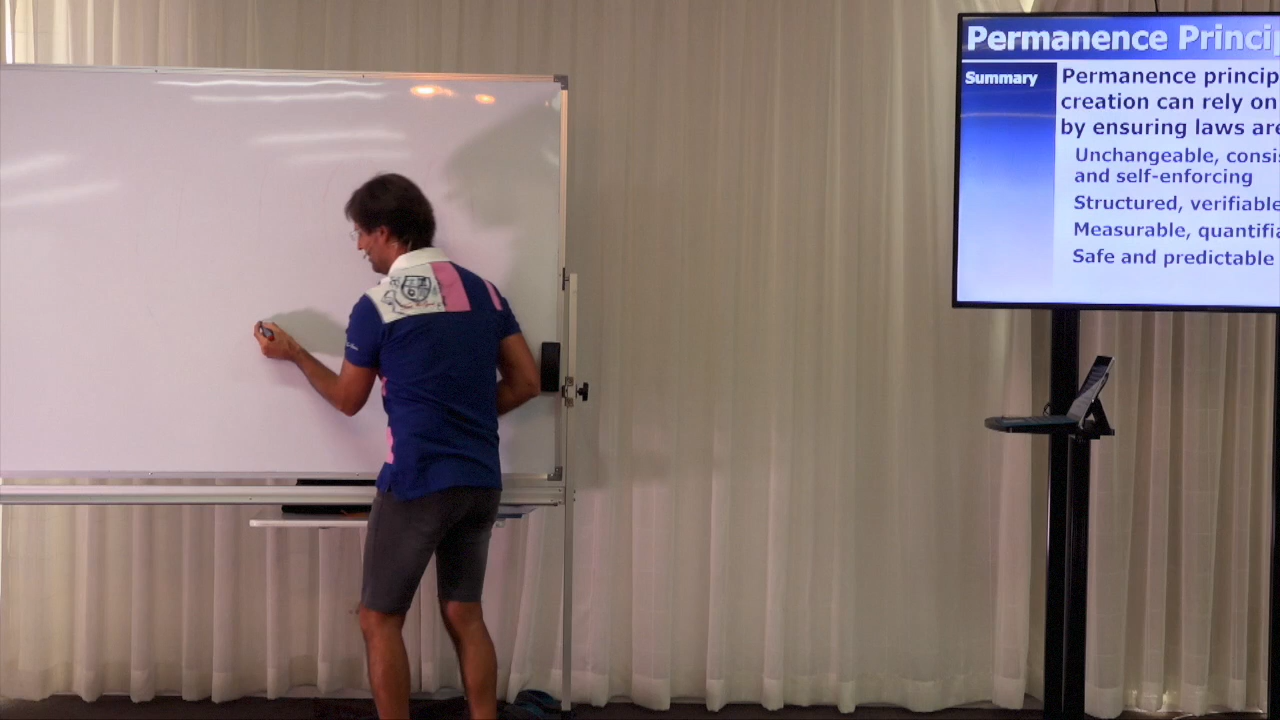 Permanence Princip
Summary
Permanence princip
creation can rely on
by ensuring laws are
Unchangeable, consis
and self-enforcing
Structured, verifiable
Measurable, quantifia
Safe and predictable